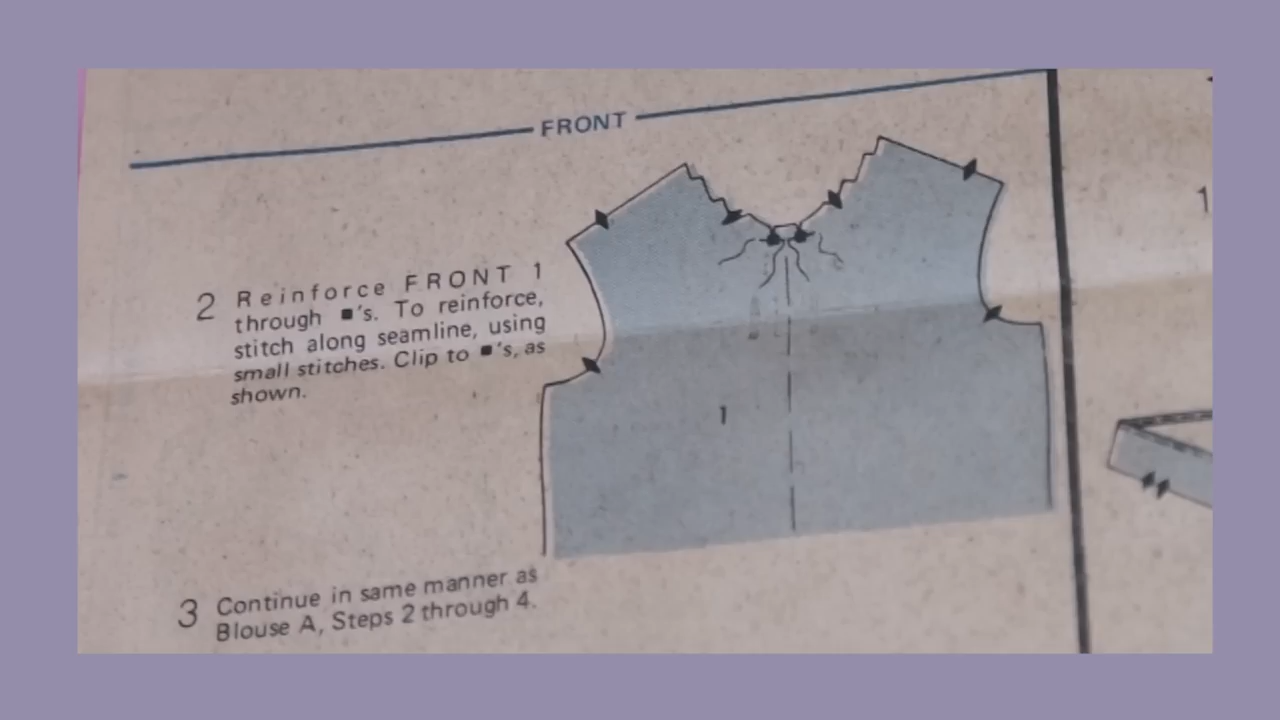 FRONT
2 Reinforce FRONT 1
through ■'s. To reinforce,
stitch along seamline, using
small stitches. Clip to ■'s, as
shown.
1
1
3 Continue in same manner as
Blouse A, Steps 2 through 4.